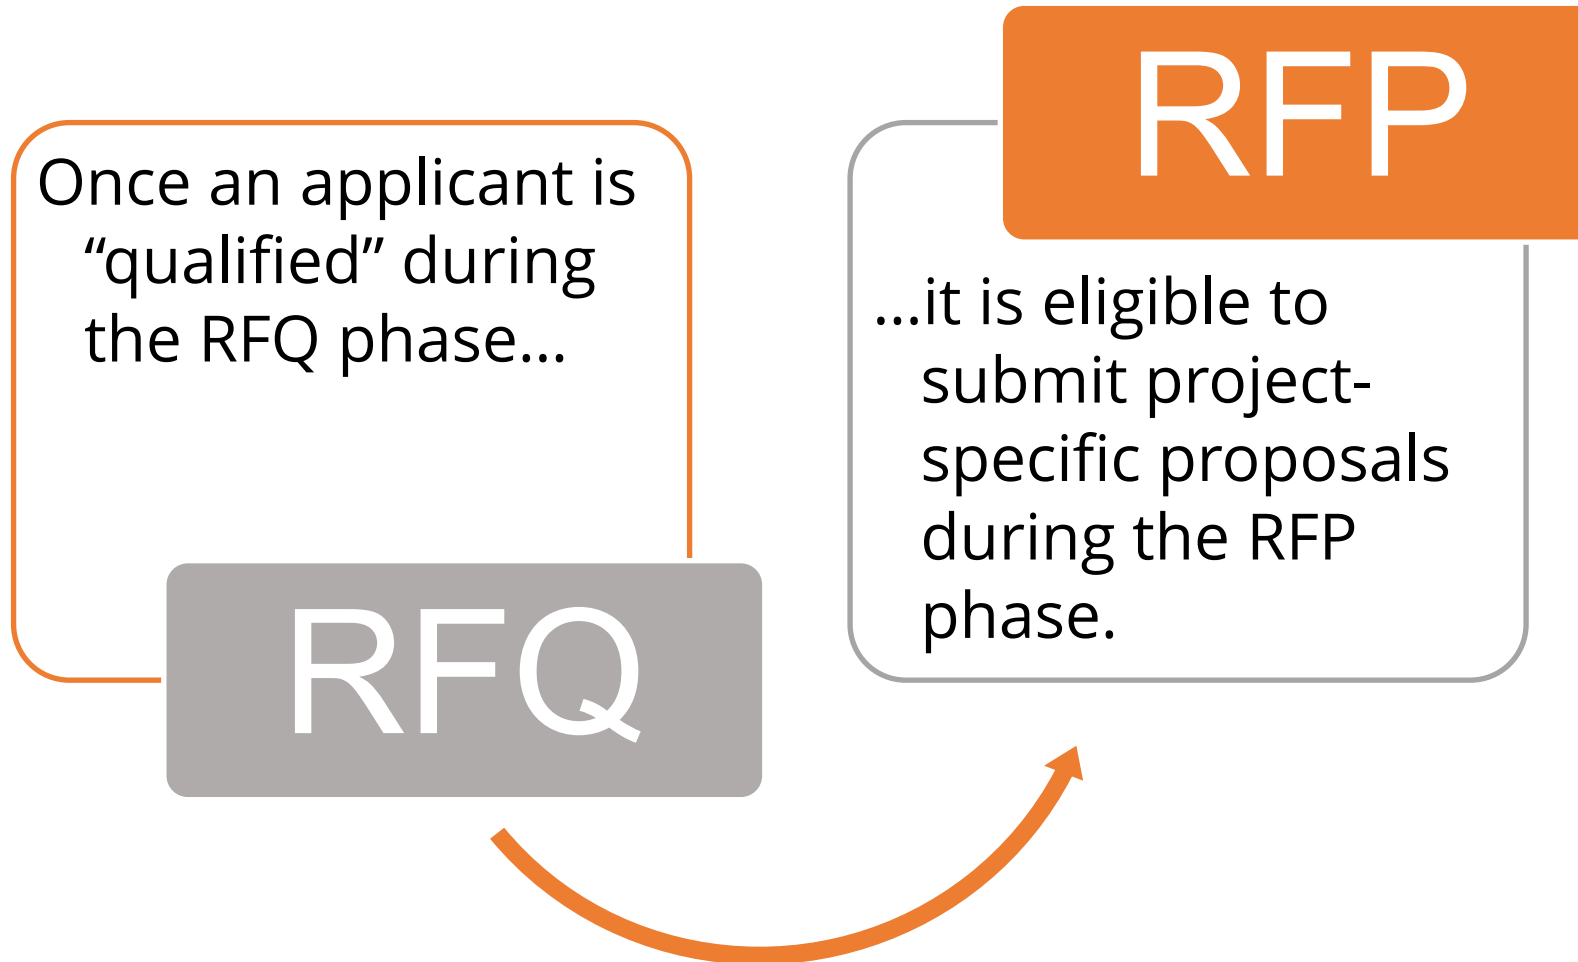 Once an applicant is
“qualified” during
the RFQ phase…
RFQ
RFP
…it is eligible to
submit project-
specific proposals
during the RFP
phase.